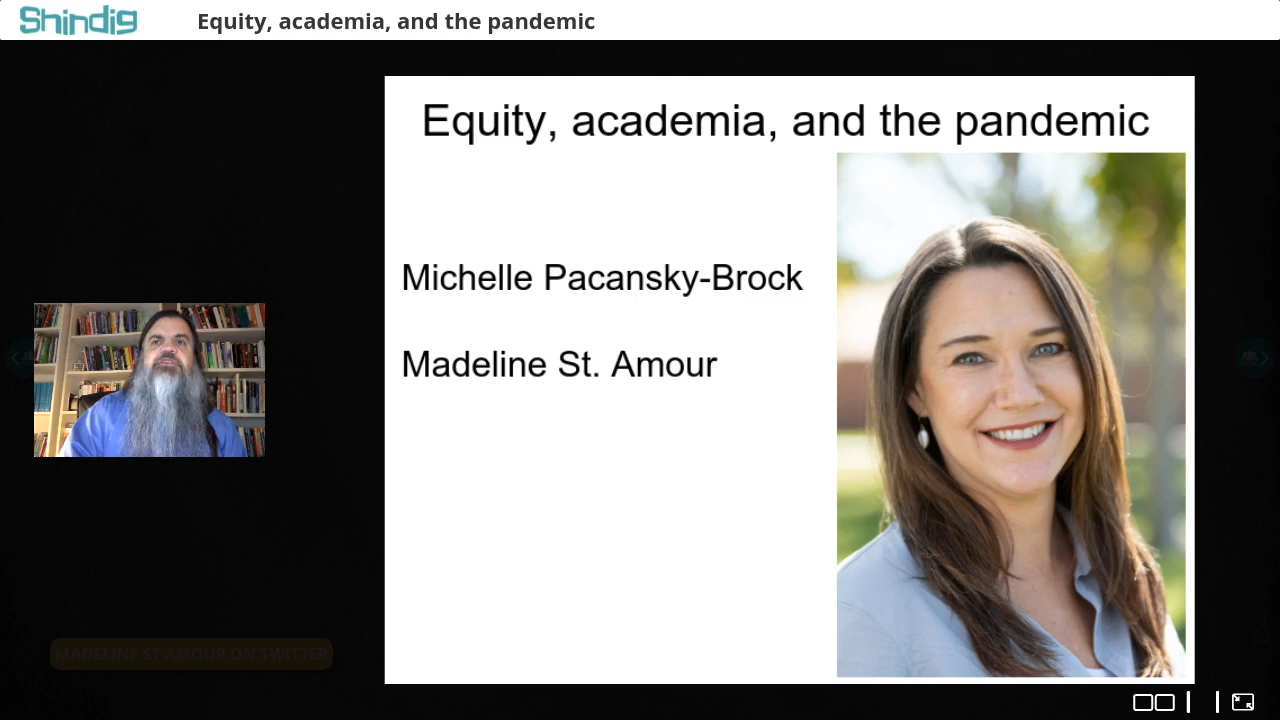 Shindig
Equity, academia, and the pandemic
Equity, academia, and the pandemic
Michelle Pacansky-Brock
Madeline St. Amour
MADELINE ST AMOUR ON TWITTER